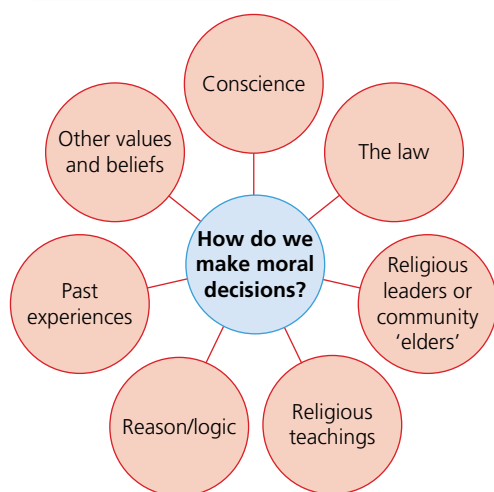 Conscience
The law
Religious
leaders or
community
‘elders’
Religious
teachings
Reason/logic
Past
experiences
Other values
and beliefs
How do we
make moral
decisions?